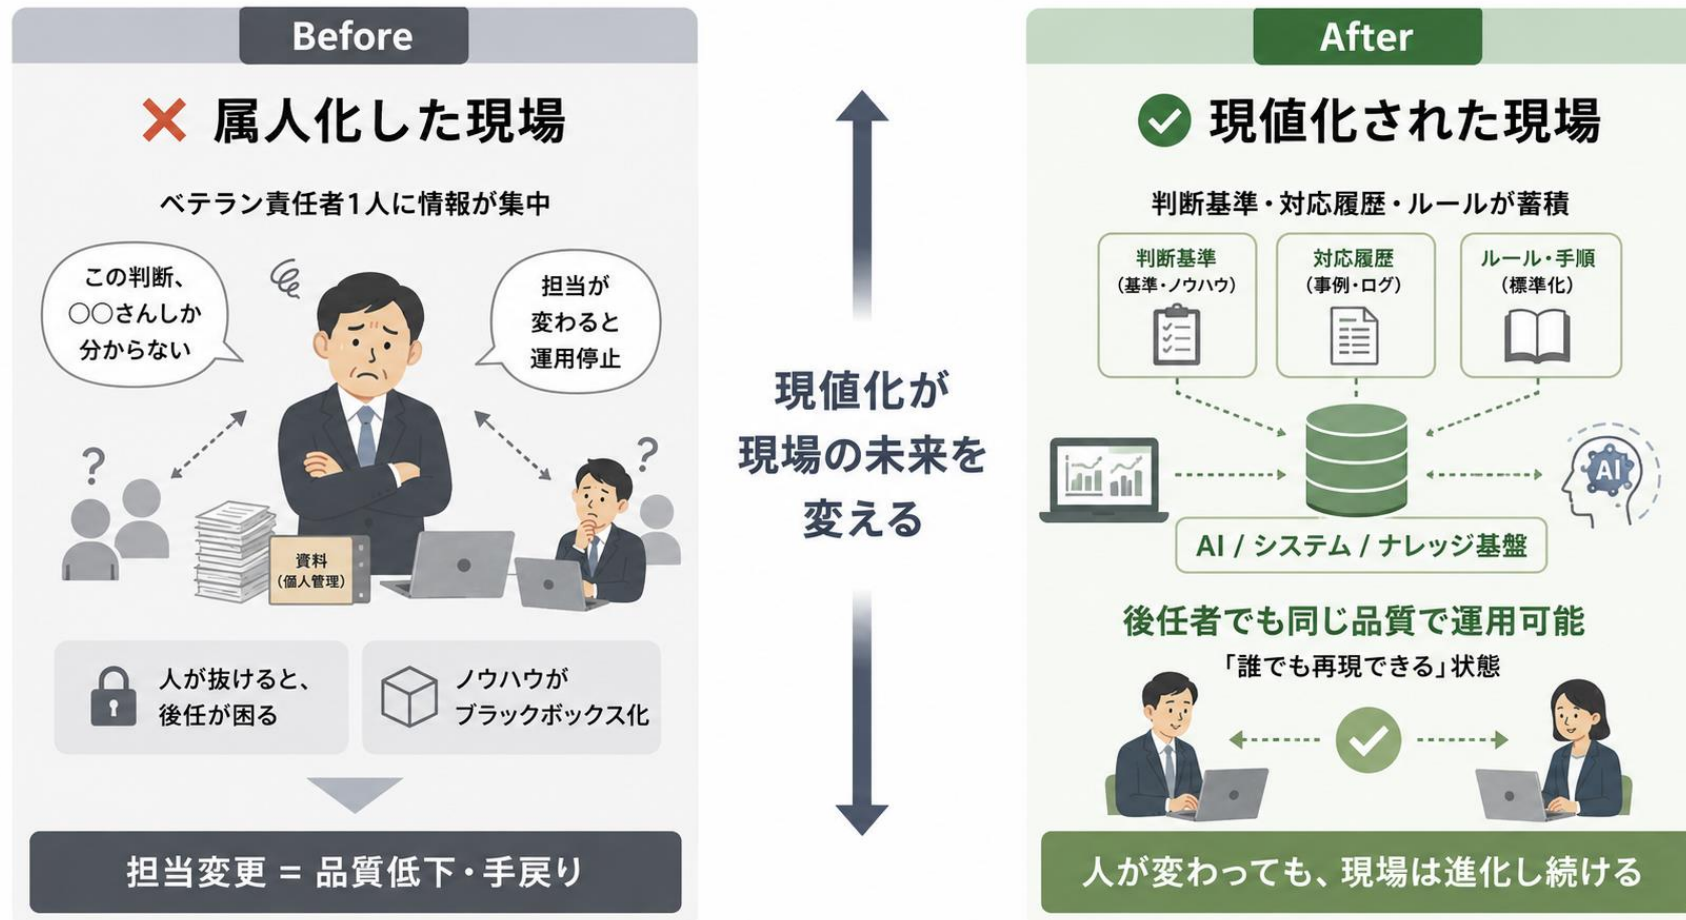 Before
属人化した現場
ベテラン責任者1人に情報が集中
この判断、
○○さんしか
分からない
担当が
変わると
運用停止
?
?
資料
(個人管理)
人が抜けると、
後任が困る
ノウハウが
ブラックボックス化
担当変更 = 品質低下・手戻り
現値化が
現場の未来を
変える
After
現値化された現場
判断基準・対応履歴・ルールが蓄積
判断基準
(基準・ノウハウ)
対応履歴
(事例・ログ)
ルール・手順
(標準化)
AI
AI / システム / ナレッジ基盤
後任者でも同じ品質で運用可能
「誰でも再現できる」状態
人が変わっても、現場は進化し続ける